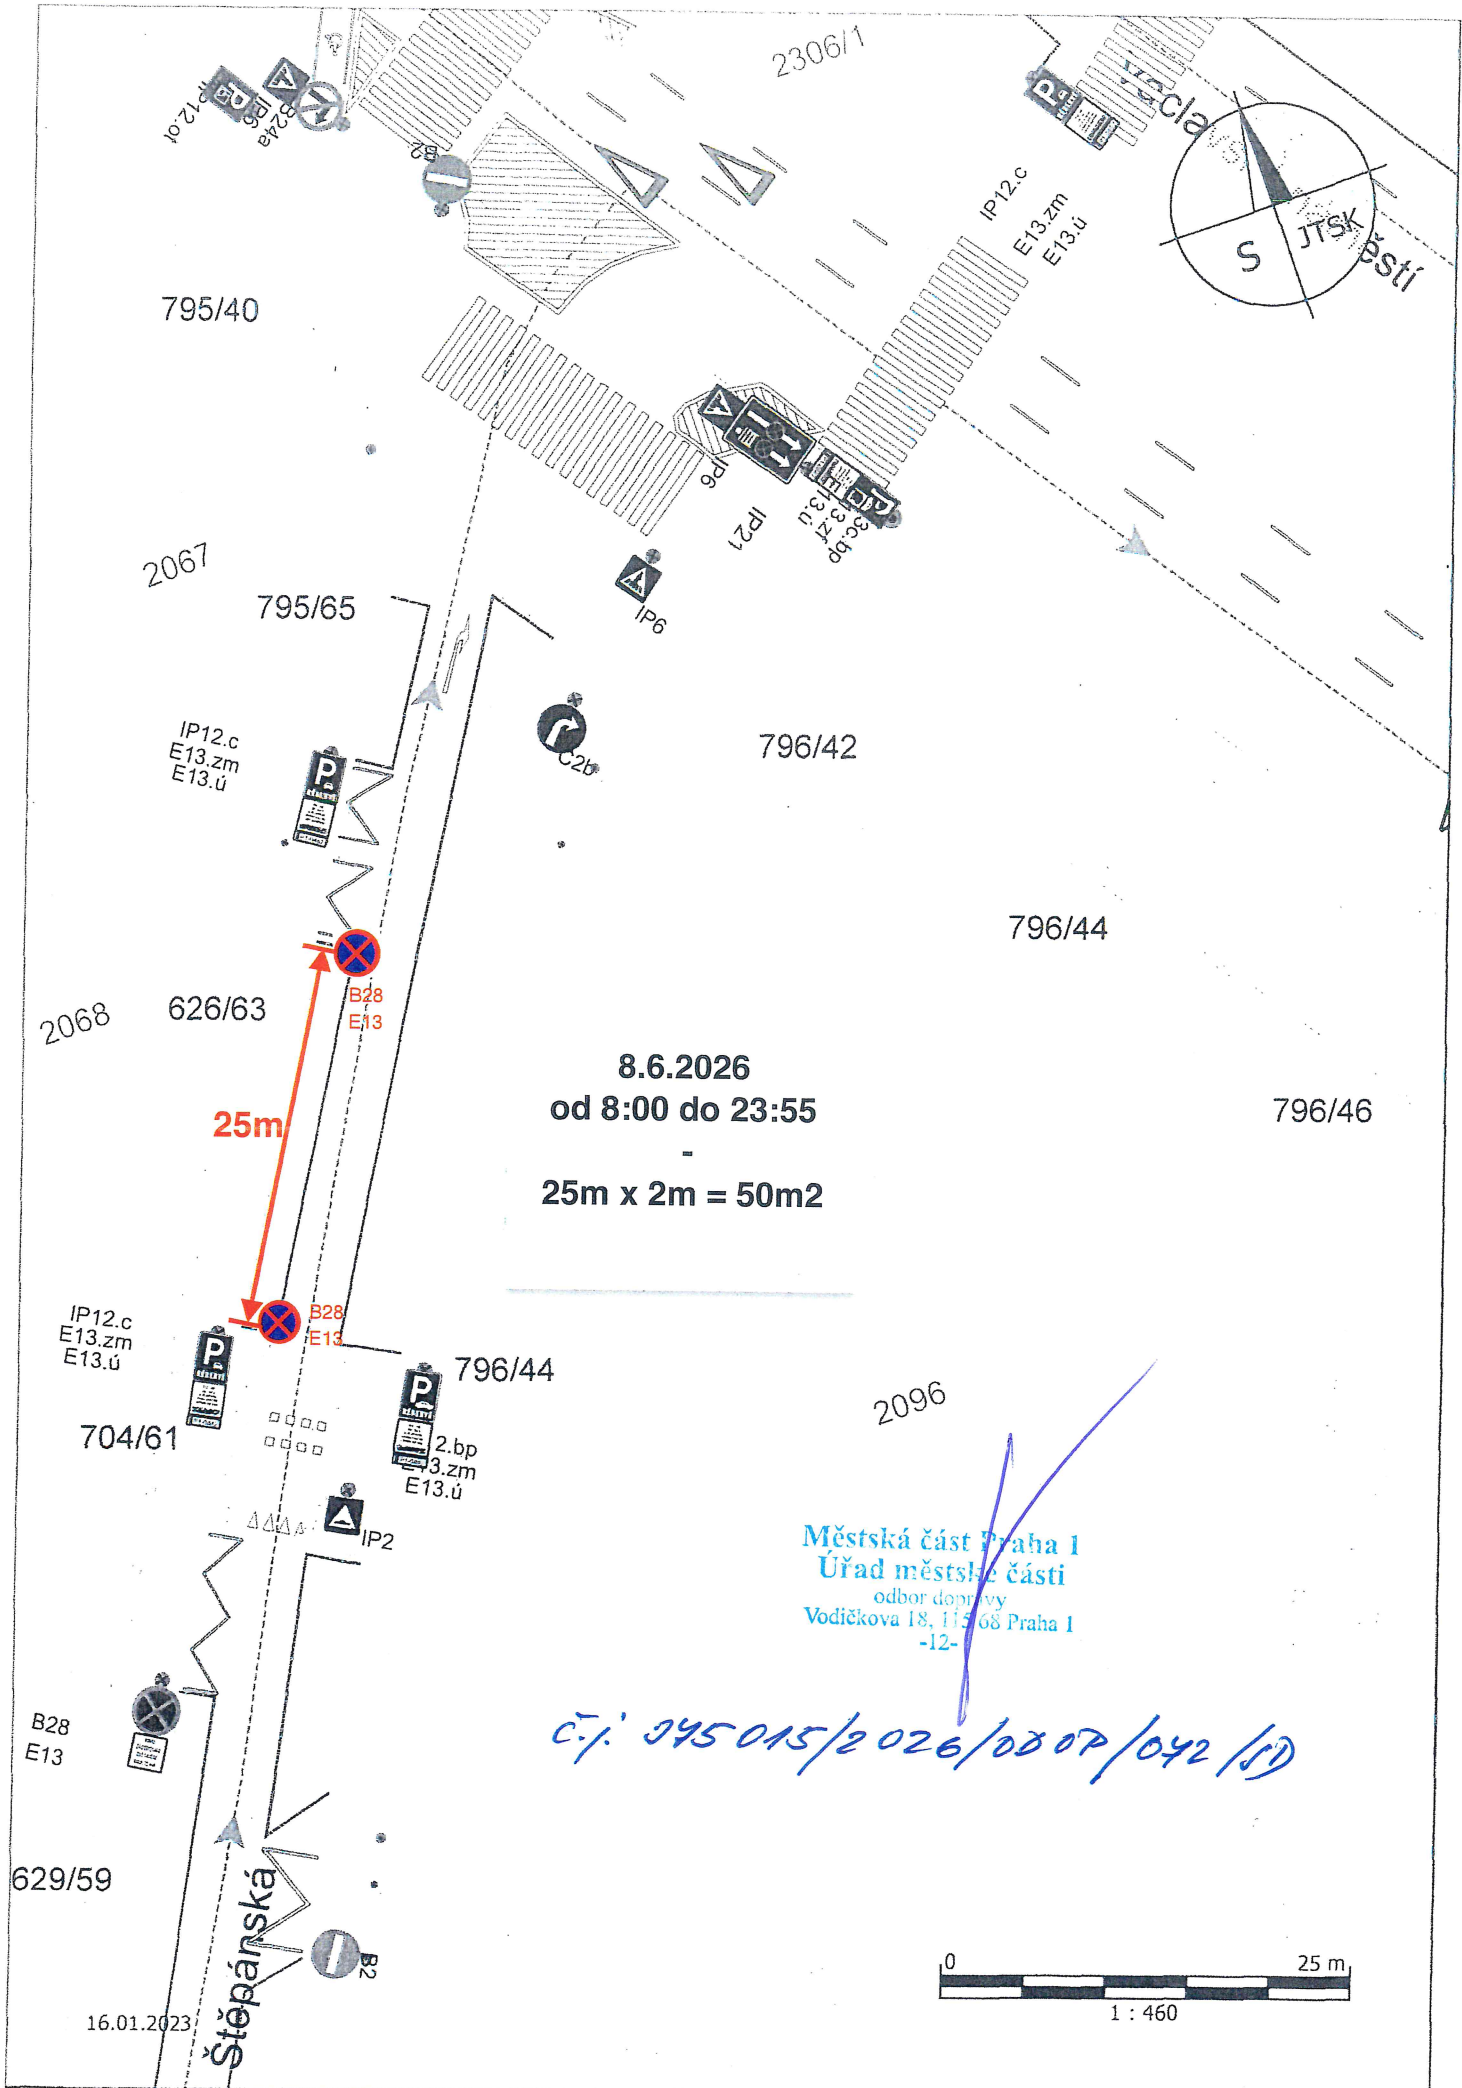 2306/1
IP12.ot
IP6
B24a
B2
IP12.c
E13.zm
E13.ú
S
JTSK
795/40
IP6
IP21
IP6
2067
795/65
C2b
796/42
IP12.c
E13.zm
E13.ú
796/44
B28
E13
2068
626/63
25m
8.6.2026
od 8:00 do 23:55
-
25m x 2m = 50m2
796/46
B28
E13
IP12.c
E13.zm
E13.ú
796/44
704/61
2.bp
E13.zm
E13.ú
2096
IP2
Městská část Praha 1
Úřad městské části
odbor dopravy
Vodičkova 18, 115 68 Praha 1
-12-
B28
E13
629/59
Štěpánská
B2
16.01.2023
0 25 m
1 : 460